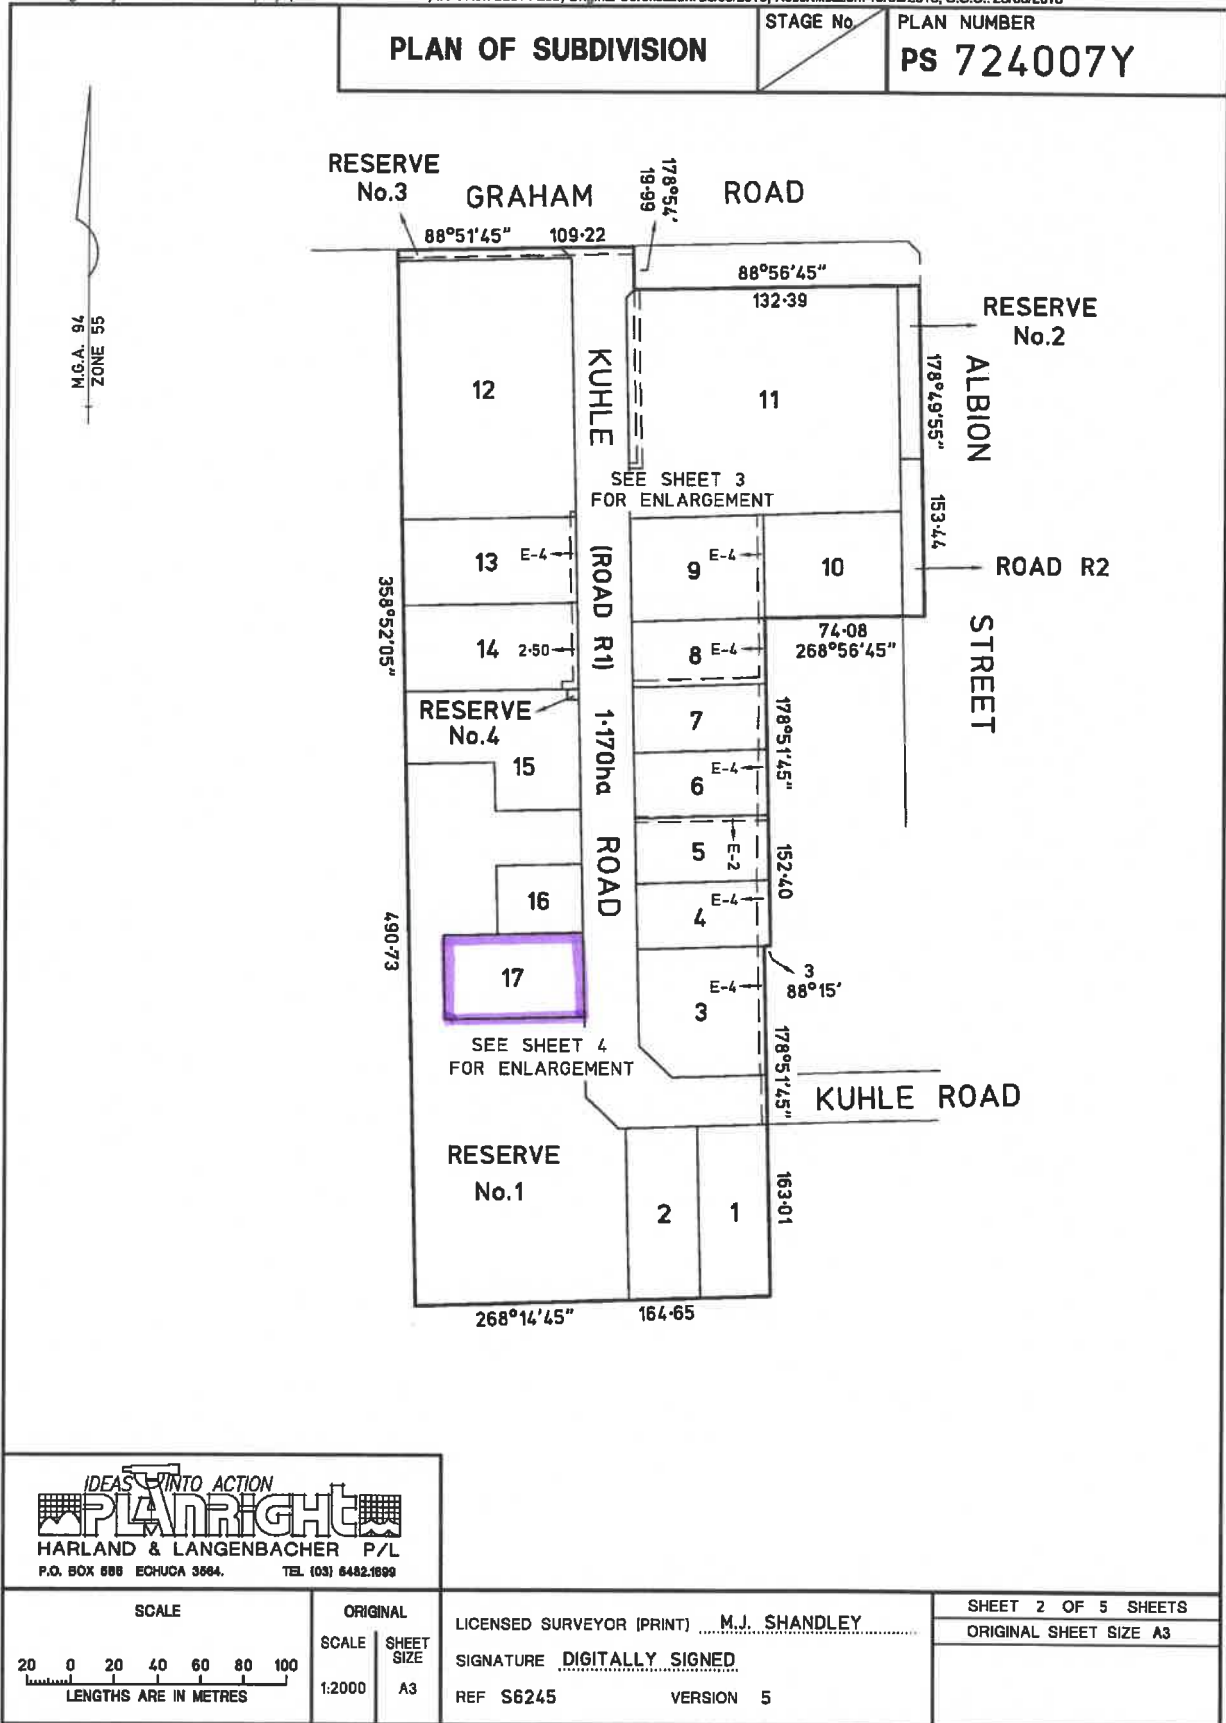 PLAN OF SUBDIVISION
STAGE No.
PLAN NUMBER
PS 724007Y
M.G.A. 94
ZONE 55
RESERVE
No.3
GRAHAM ROAD
178°54'
19·99
88°51'45" 109·22
88°56'45"
132·39
RESERVE
No.2
12
KUHLE
11
178°49'55"
ALBION
SEE SHEET 3
FOR ENLARGEMENT
153·44
13
E-4
(ROAD R1)
9
E-4
10
ROAD R2
358°52'05"
14
2·50
8
E-4
74·08
268°56'45"
STREET
RESERVE
No.4
1·170ha
7
178°51'45"
15
6
E-4
ROAD
5
E-2
152·40
16
4
E-4
490·73
17
3
E-4
3
88°15'
SEE SHEET 4
FOR ENLARGEMENT
178°51'45"
KUHLE ROAD
RESERVE
No.1
2
1
163·01
268°14'45" 164·65
IDEAS INTO ACTION
PLANRIGHT
HARLAND & LANGENBACHER P/L
TEL (03) 5482.1699
SCALE
20 0 20 40 60 80 100
LENGTHS ARE IN METRES
ORIGINAL
SCALE
SHEET
SIZE
1:2000
A3
LICENSED SURVEYOR (PRINT) M.J. SHANDLEY
SIGNATURE DIGITALLY SIGNED
REF S6245 VERSION 5
SHEET 2 OF 5 SHEETS
ORIGINAL SHEET SIZE A3